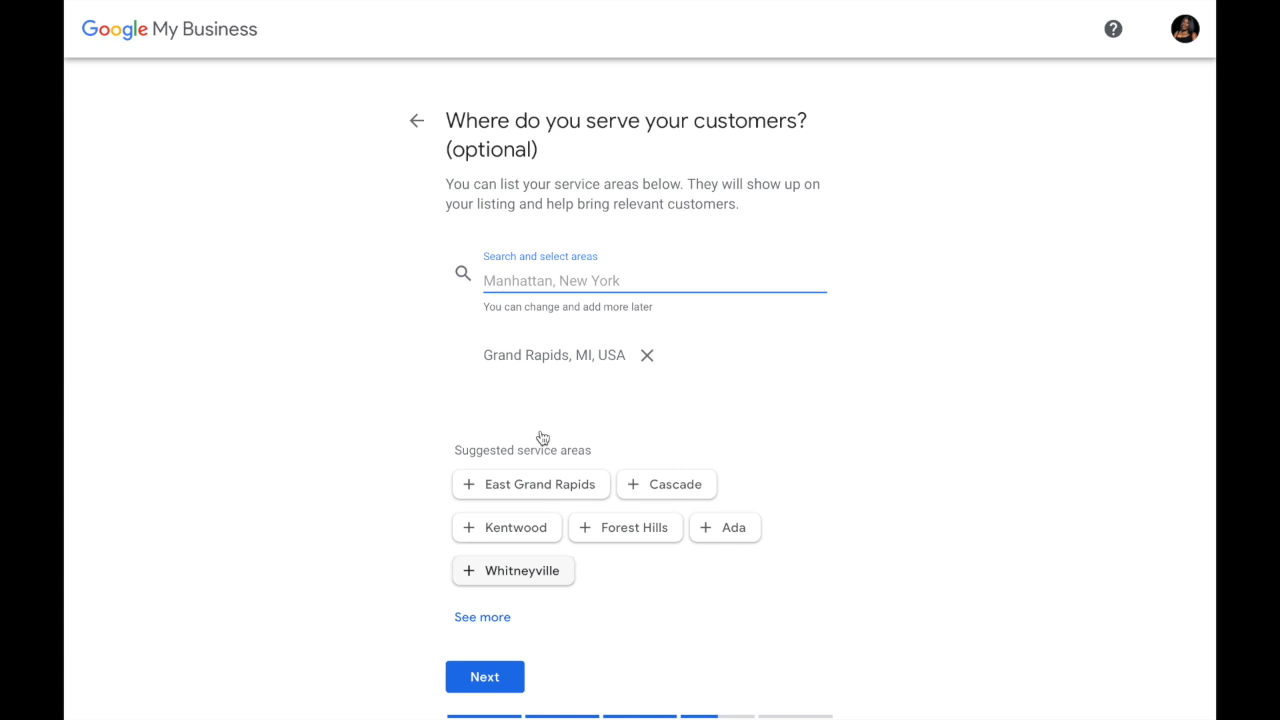 Google My Business
Where do you serve your customers?
(optional)
You can list your service areas below. They will show up on
your listing and help bring relevant customers.
Search and select areas
Manhattan, New York
You can change and add more later
Grand Rapids, MI, USA
Suggested service areas
East Grand Rapids
Cascade
Kentwood
Forest Hills
Ada
Whitneyville
See more
Next